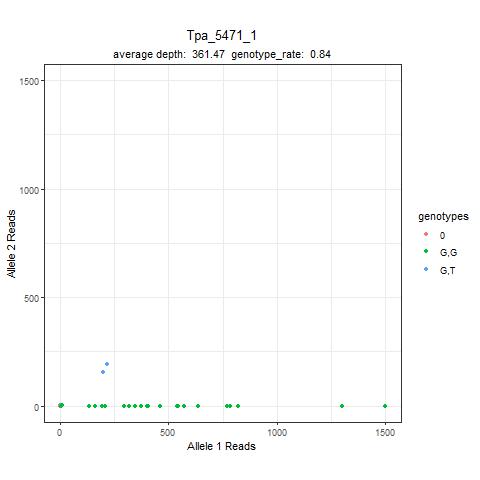 Tpa_5471_1
average depth:  361.47  genotype_rate:  0.84
1500
1000
500
0
Allele 2 Reads
0
500
1000
1500
Allele 1 Reads
genotypes
0
G,G
G,T